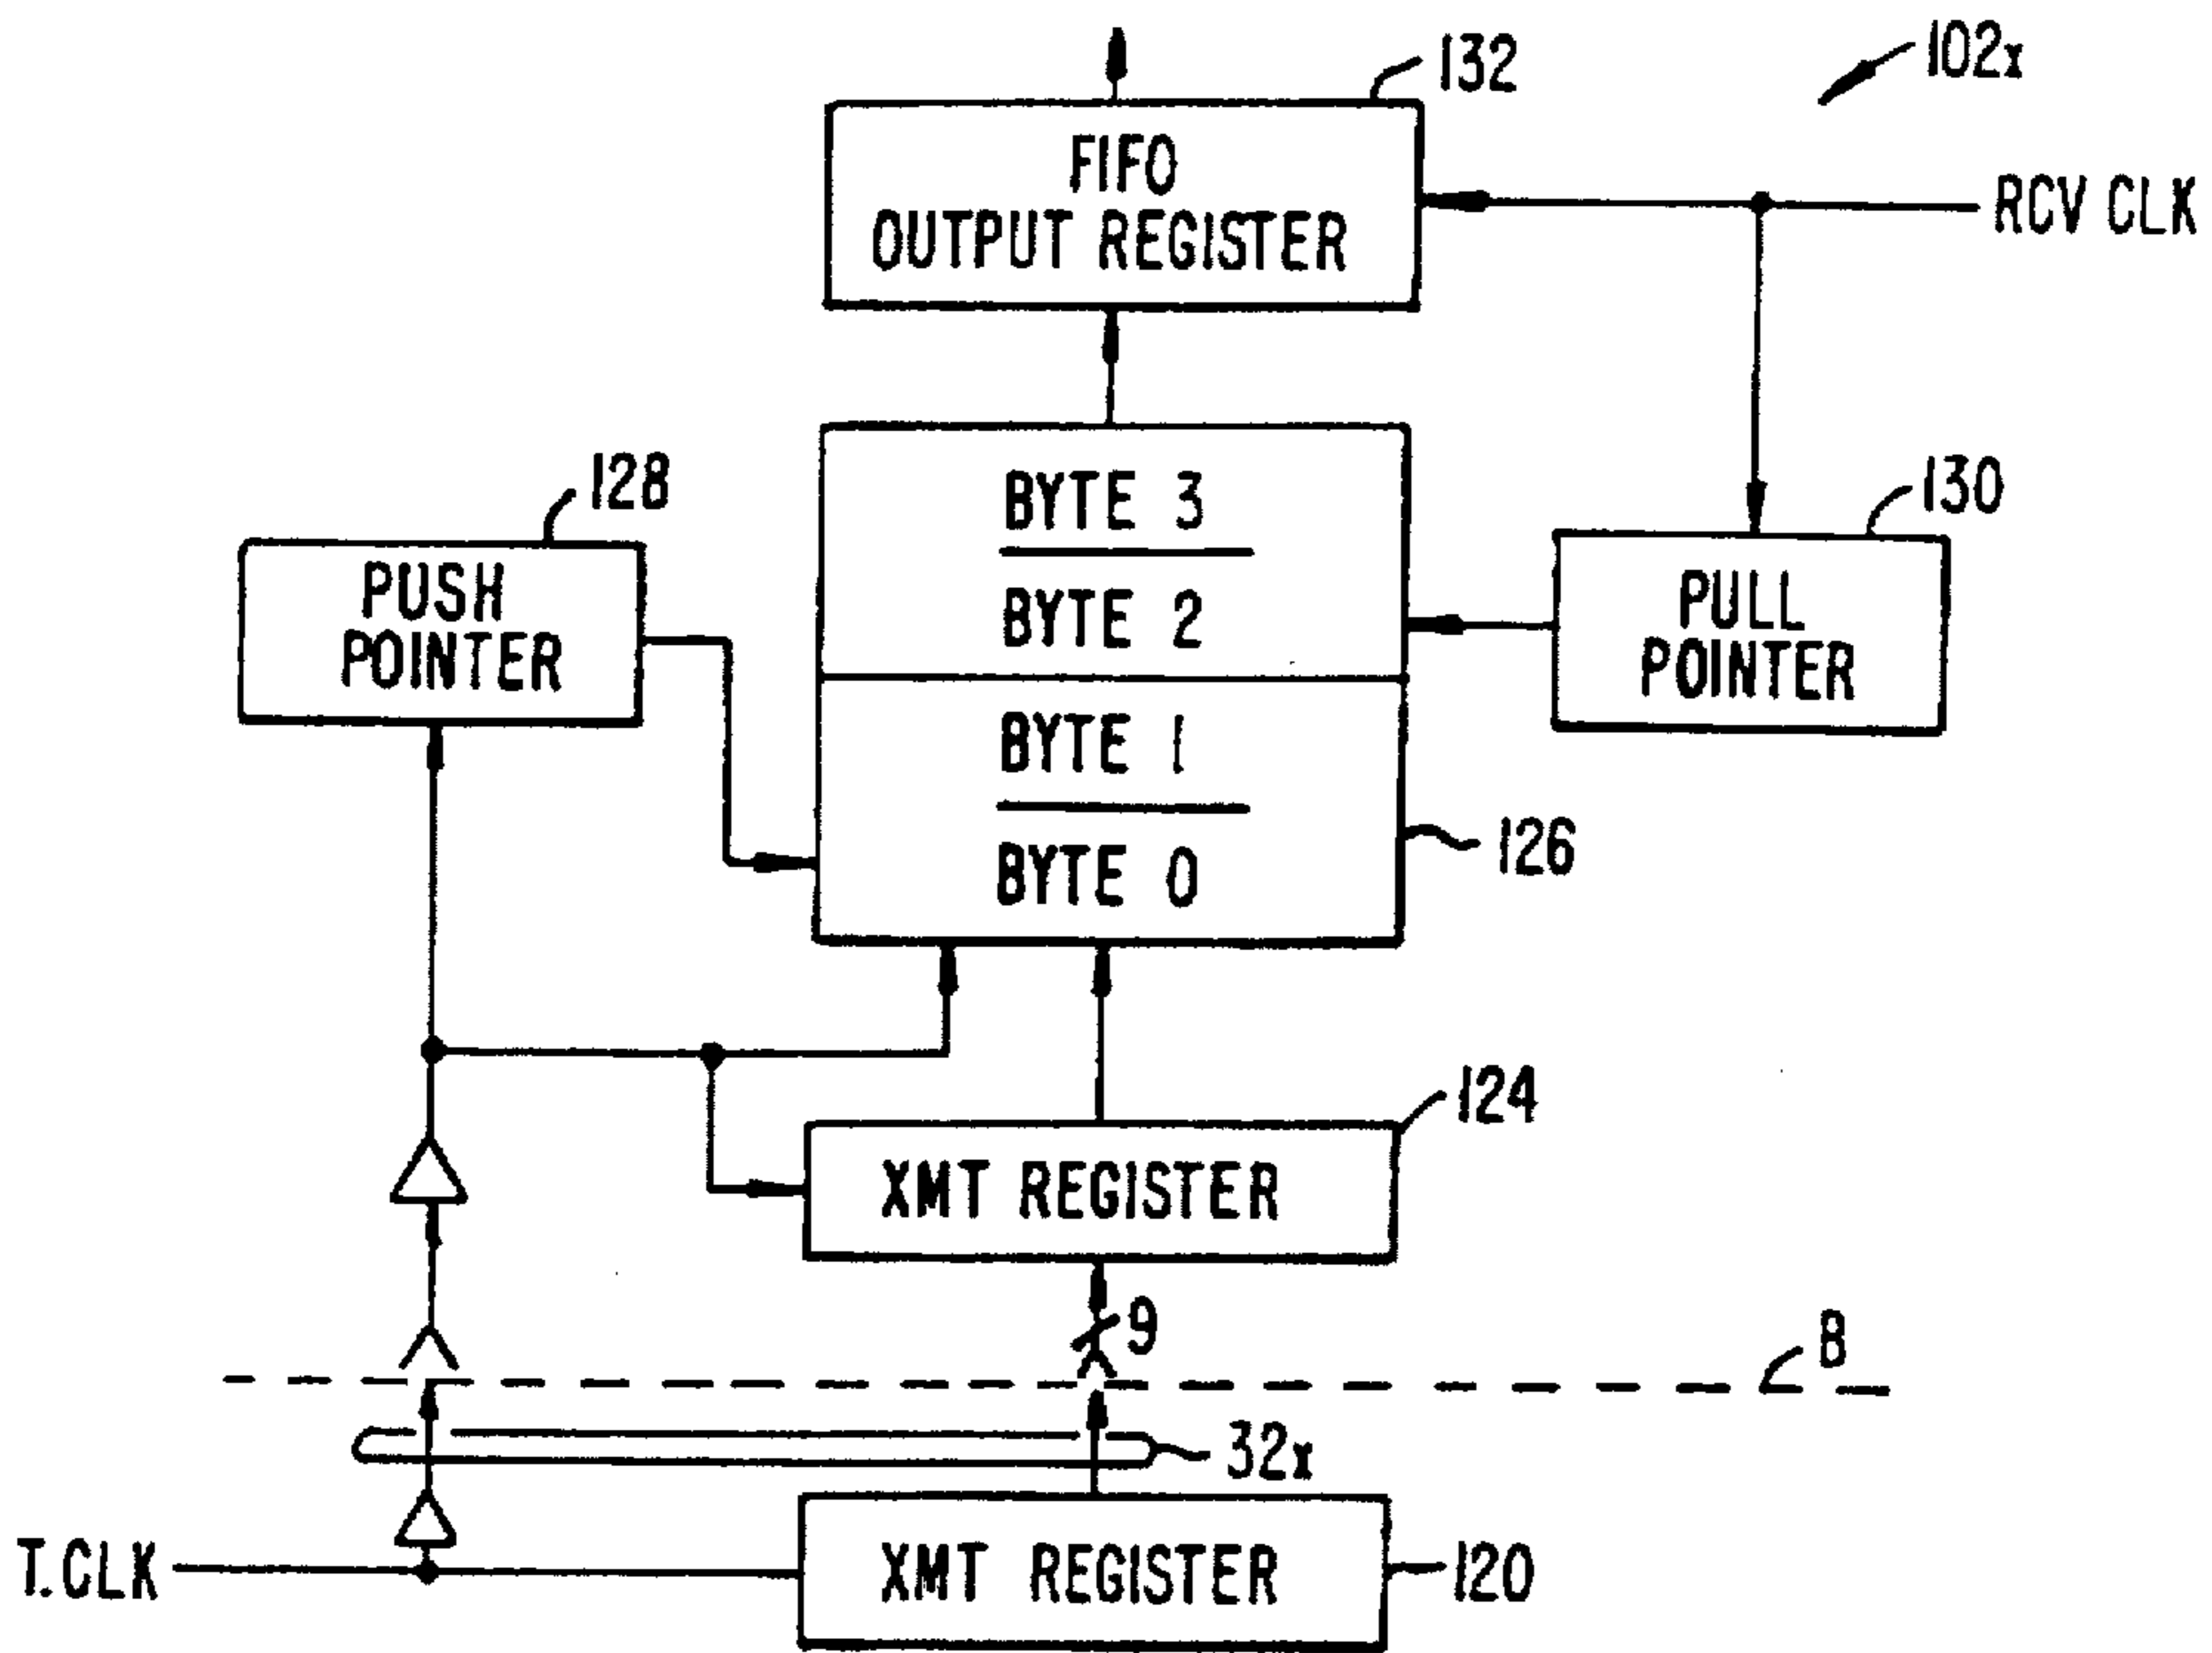 132
102x
FIFO
OUTPUT REGISTER
RCV CLK
128
BYTE 3
130
PUSH
POINTER
BYTE 2
PULL
POINTER
BYTE 1
126
BYTE 0
124
XMT REGISTER
9
8
32x
T.CLK
XMT REGISTER
120